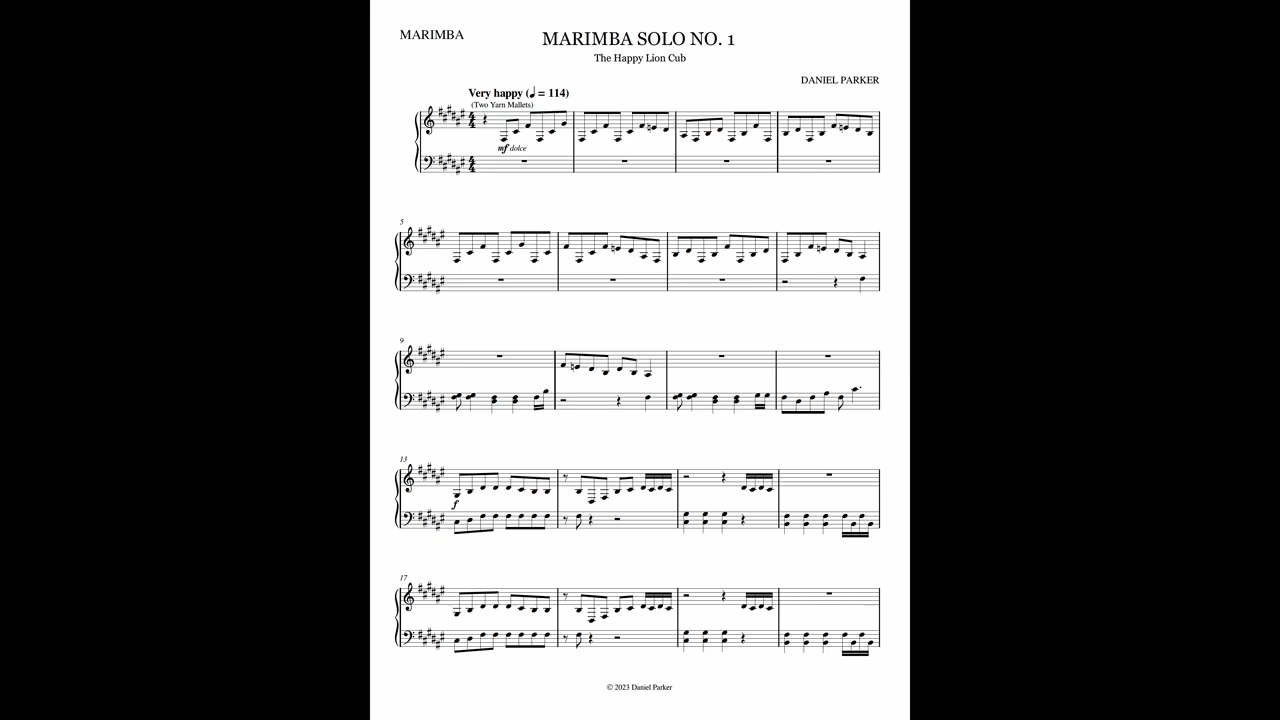 MARIMBA
MARIMBA SOLO NO. 1
The Happy Lion Cub
DANIEL PARKER
Very happy (♩ = 114)
(Two Yarn Mallets)
mf dolce
5
9
13
f
17
© 2023 Daniel Parker